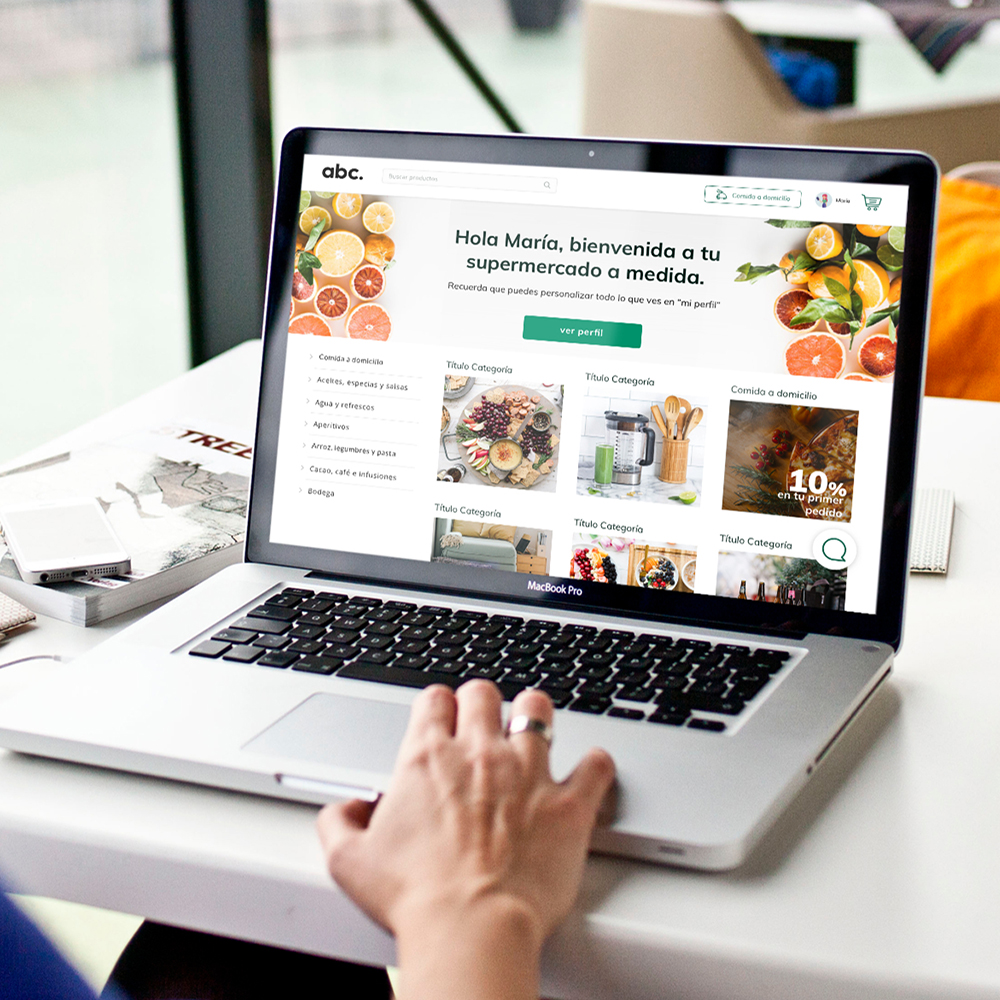 abc.
Buscar productos
Comida a domicilio
María
Hola María, bienvenida a tu
supermercado a medida.
Recuerda que puedes personalizar todo lo que ves en “mi perfil”
ver perfil
Comida a domicilio
Aceites, especias y salsas
Agua y refrescos
Aperitivos
Arroz, legumbres y pasta
Cacao, café e infusiones
Bodega
Título Categoría
Título Categoría
Comida a domicilio
10%
en tu primer
pedido
Título Categoría
Título Categoría
Título Categoría
MacBook Pro